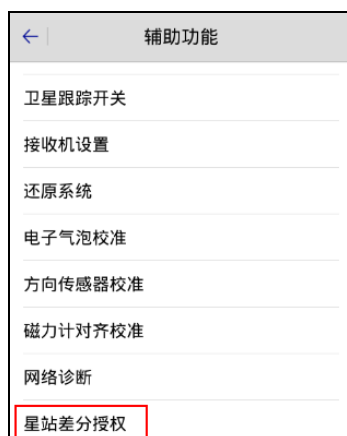 辅助功能
卫星跟踪开关
接收机设置
还原系统
电子气泡校准
方向传感器校准
磁力计对齐校准
网络诊断
星站差分授权